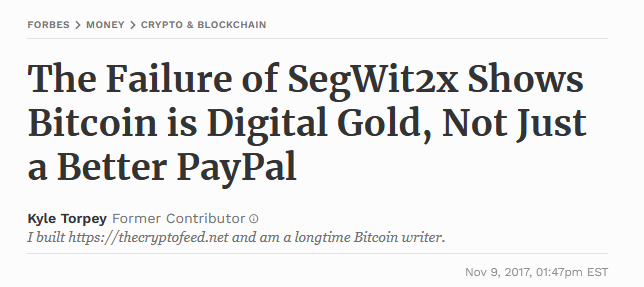 FORBES > MONEY > CRYPTO & BLOCKCHAIN
The Failure of SegWit2x Shows
Bitcoin is Digital Gold, Not Just
a Better PayPal
Kyle Torpey Former Contributor
I built https://thecryptofeed.net and am a longtime Bitcoin writer.
Nov 9, 2017, 01:47pm EST